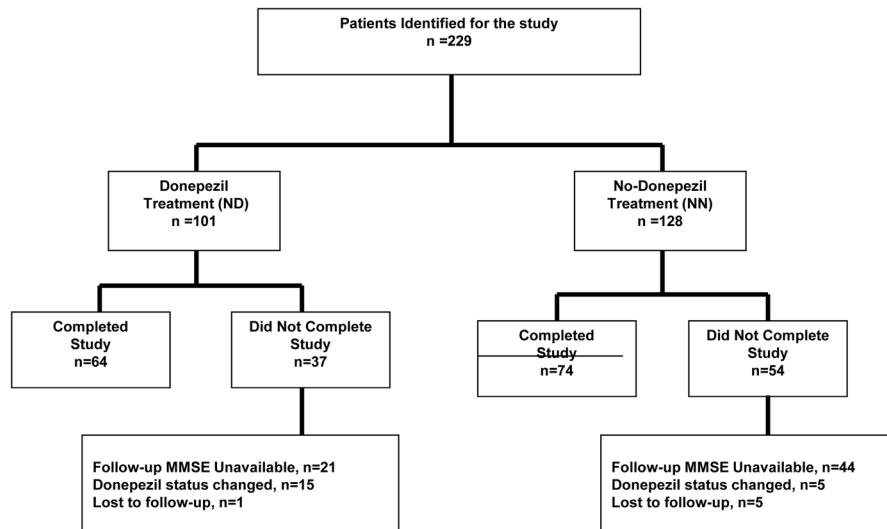 Patients Identified for the study
n =229
Donepezil
Treatment (ND)
n =101
No-Donepezil
Treatment (NN)
n =128
Completed
Study
n=64
Did Not Complete
Study
n=37
Completed
Study
n=74
Did Not Complete
Study
n=54
Follow-up MMSE Unavailable, n=21
Donepezil status changed, n=15
Lost to follow-up, n=1
Follow-up MMSE Unavailable, n=44
Donepezil status changed, n=5
Lost to follow-up, n=5